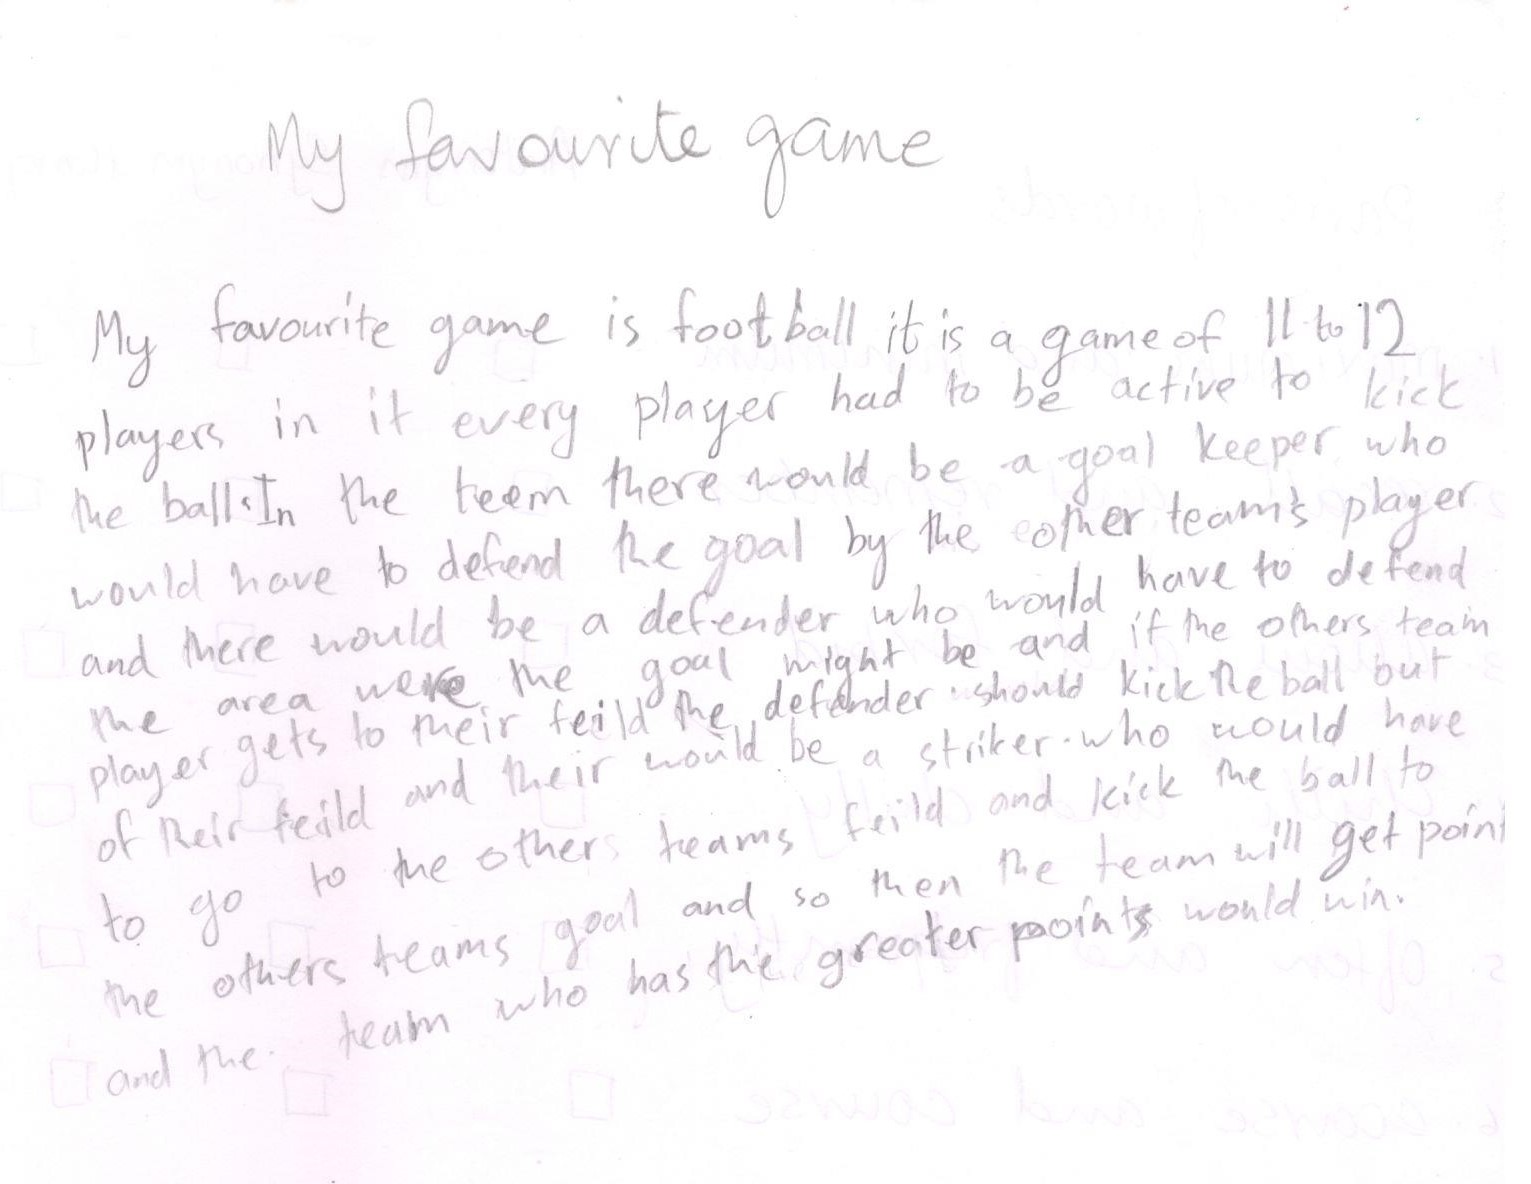 My favourite game
My favourite game is football it is a game of 11 to 12
players in it every player had to be active to kick
the ball. In the teem there would be a goal keeper who
would have to defend the goal by the other team's player
and there would be a defender who would have to defend
the area were the goal might be and if the others team
player gets to their feild the defender should kick the ball but
of their feild and their would be a striker who would have
to go to the others teams feild and kick the ball to
the others teams goal and so then the team will get point
and the team who has the greater points would win.